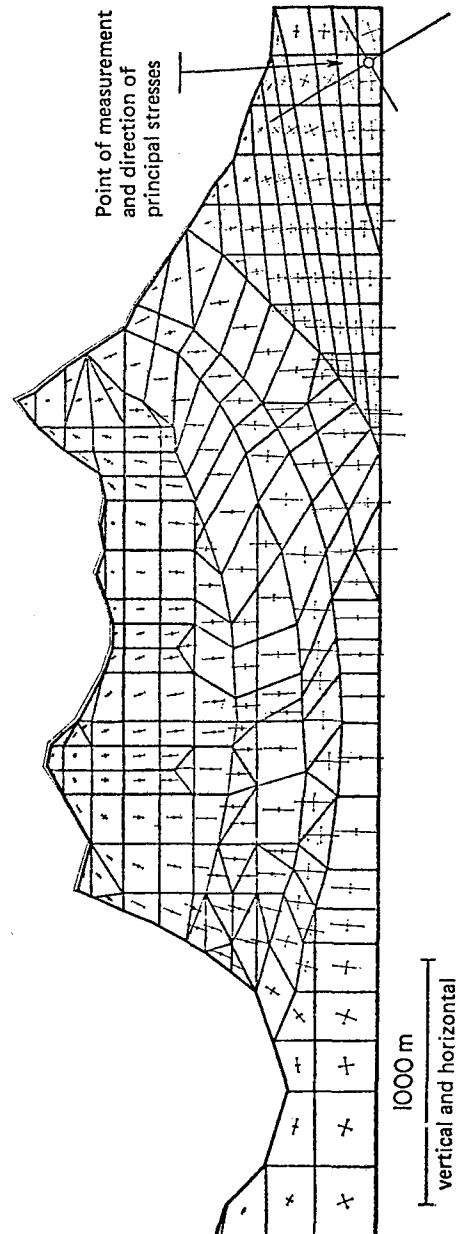 Point of measurement
and direction of
principal stresses
1000 m
vertical and horizontal